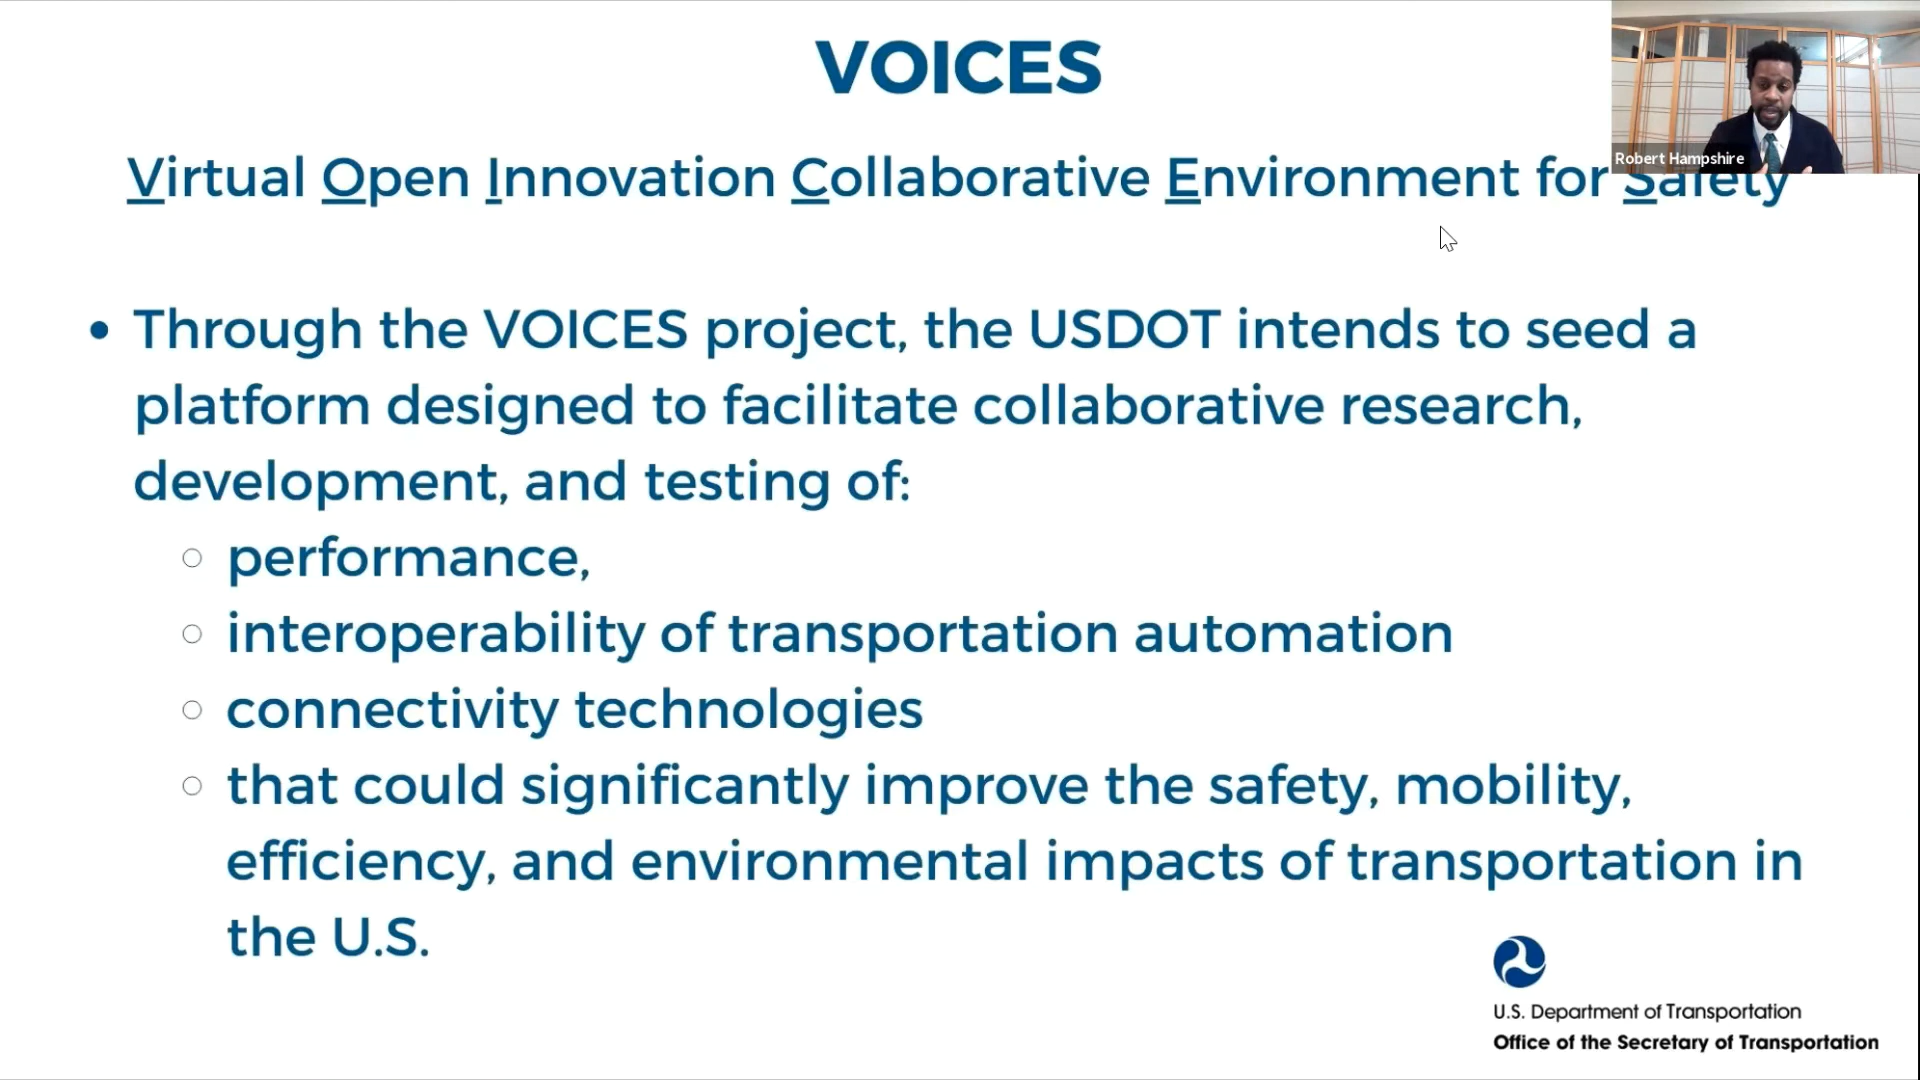 VOICES
Virtual Open Innovation Collaborative Environment for Safety
Robert Hampshire
• Through the VOICES project, the USDOT intends to seed a
platform designed to facilitate collaborative research,
development, and testing of:
○ performance,
○ interoperability of transportation automation
○ connectivity technologies
○ that could significantly improve the safety, mobility,
efficiency, and environmental impacts of transportation in
the U.S.
U.S. Department of Transportation
Office of the Secretary of Transportation